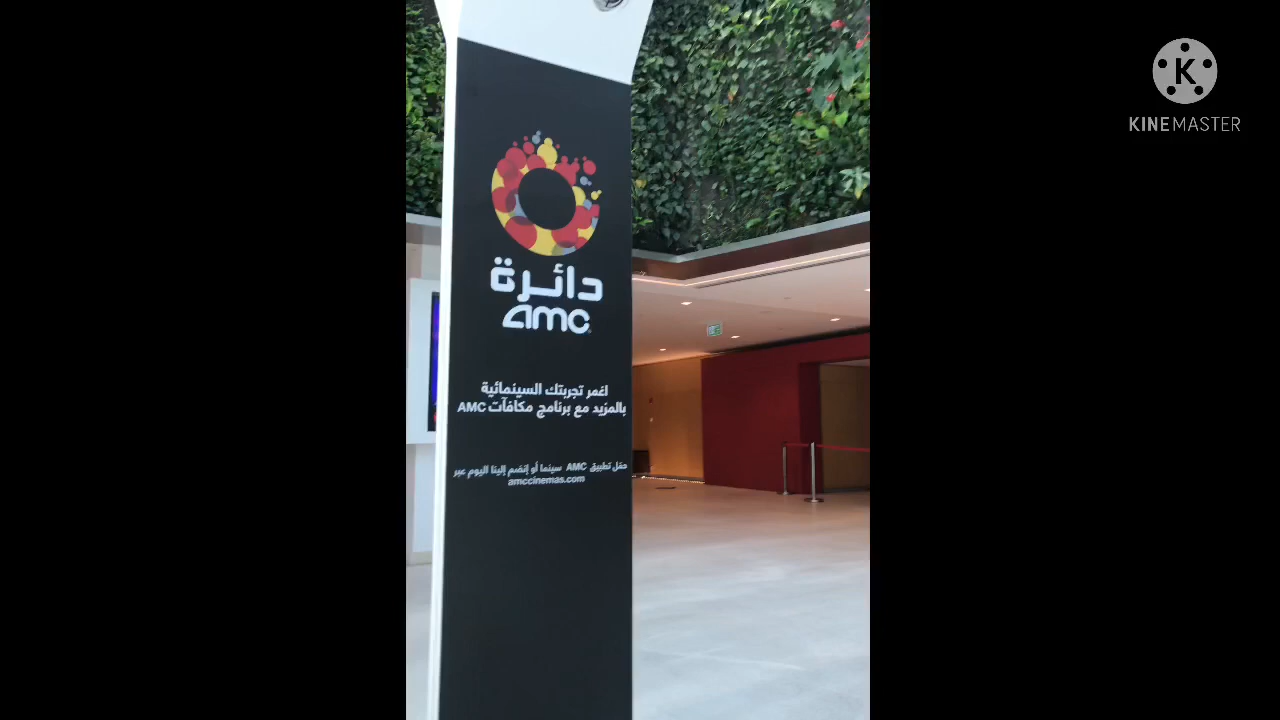 دائرة
amc
اغمر تجربتك السينمائية
بالمزيد مع برنامج مكافآت AMC
حمّل تطبيق AMC سينما أو إنضم إلينا اليوم عبر
amccinemas.com
K
KINEMASTER